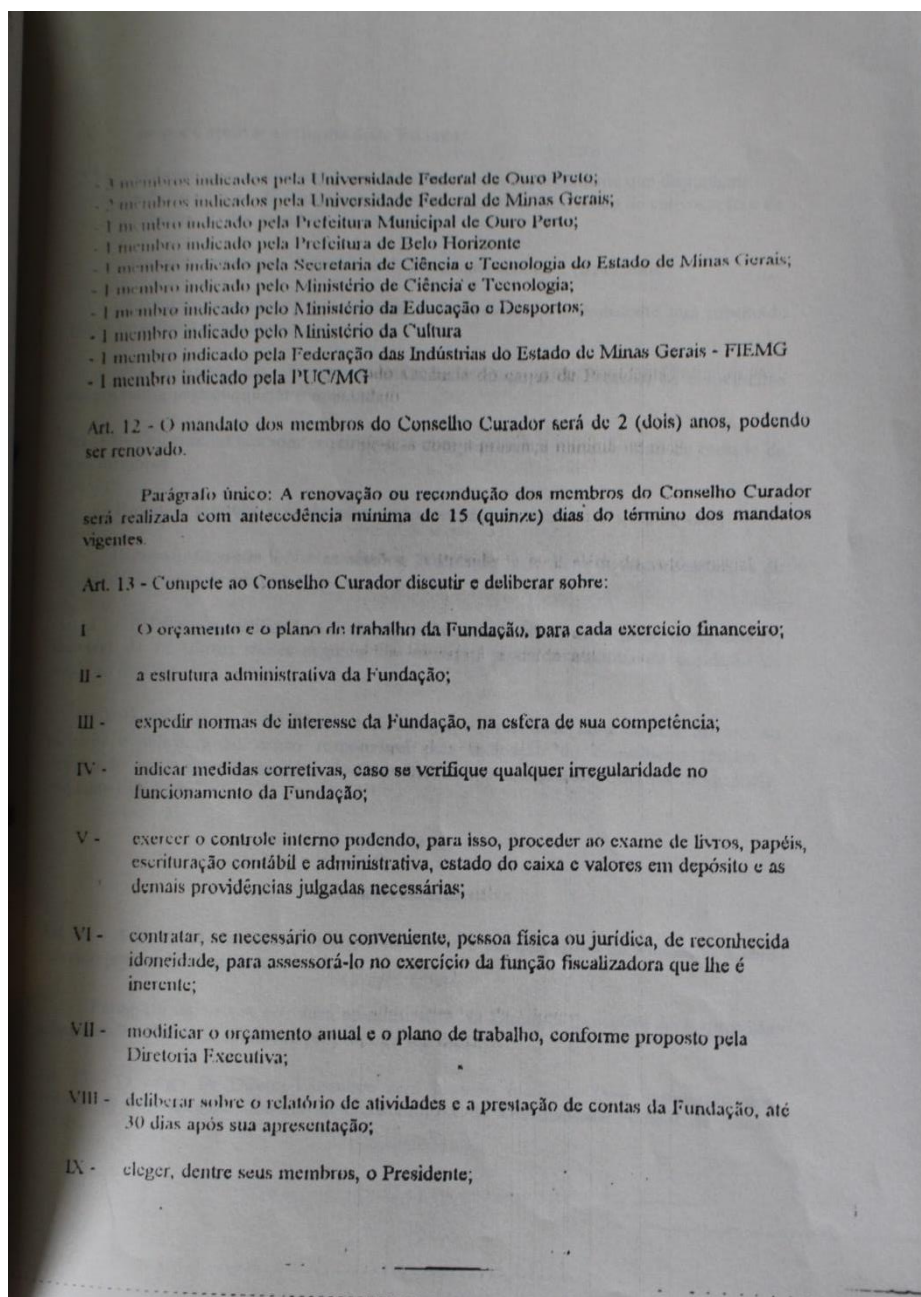 - 3 membros indicados pela Universidade Federal de Ouro Preto;
- 2 membros indicados pela Universidade Federal de Minas Gerais;
- 1 membro indicado pela Prefeitura Municipal de Ouro Perto;
- 1 membro indicado pela Prefeitura de Belo Horizonte
- 1 membro indicado pela Secretaria de Ciência e Tecnologia do Estado de Minas Gerais;
- 1 membro indicado pelo Ministério de Ciência e Tecnologia;
- 1 membro indicado pelo Ministério da Educação e Desportos;
- 1 membro indicado pelo Ministério da Cultura
- 1 membro indicado pela Federação das Indústrias do Estado de Minas Gerais - FIEMG
- 1 membro indicado pela PUC/MG
Art. 12 - O mandato dos membros do Conselho Curador será de 2 (dois) anos, podendo
ser renovado.
Parágrafo único: A renovação ou recondução dos membros do Conselho Curador
será realizada com antecedência mínima de 15 (quinze) dias do término dos mandatos
vigentes.
Art. 13 - Compete ao Conselho Curador discutir e deliberar sobre:
I O orçamento e o plano de trabalho da Fundação, para cada exercício financeiro;
II - a estrutura administrativa da Fundação;
III - expedir normas de interesse da Fundação, na esfera de sua competência;
IV - indicar medidas corretivas, caso se verifique qualquer irregularidade no
funcionamento da Fundação;
V - exercer o controle interno podendo, para isso, proceder ao exame de livros, papéis,
escrituração contábil e administrativa, estado do caixa e valores em depósito e as
demais providências julgadas necessárias;
VI - contratar, se necessário ou conveniente, pessoa física ou jurídica, de reconhecida
idoneidade, para assessorá-lo no exercício da função fiscalizadora que lhe é
inerente;
VII - modificar o orçamento anual e o plano de trabalho, conforme proposto pela
Diretoria Executiva;
VIII - deliberar sobre o relatório de atividades e a prestação de contas da Fundação, até
30 dias após sua apresentação;
IX - eleger, dentre seus membros, o Presidente;